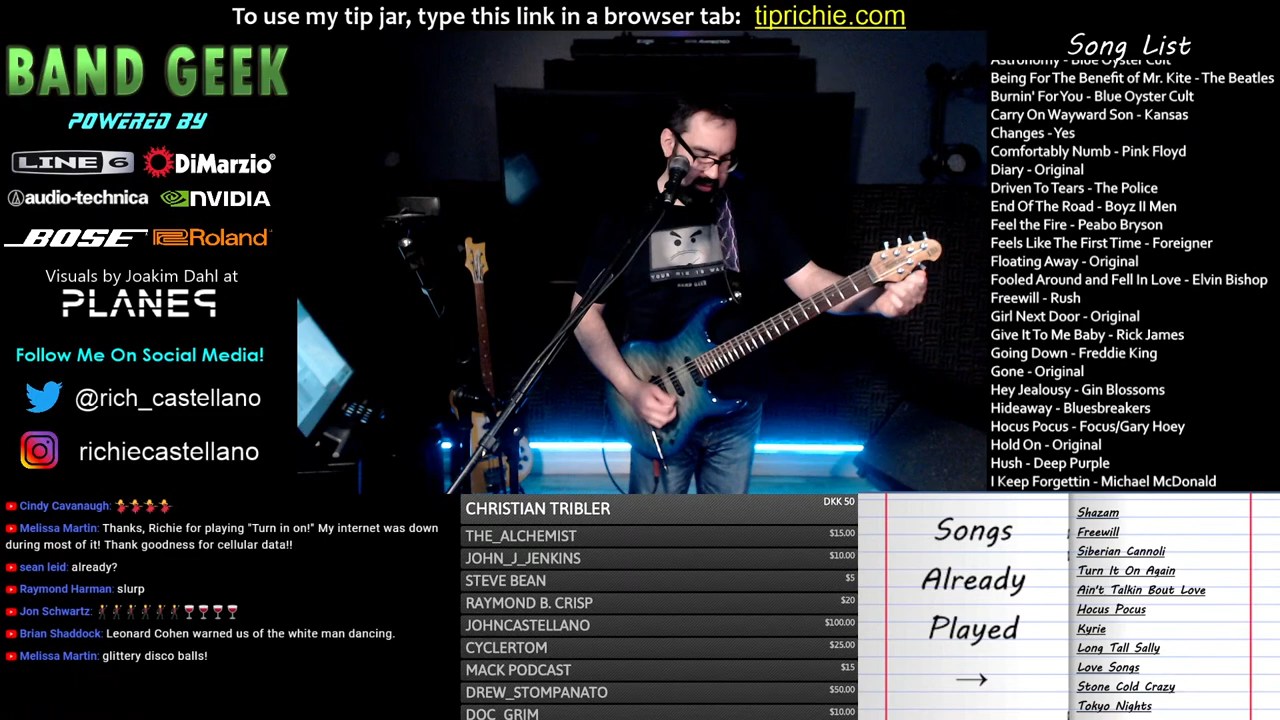 To use my tip jar, type this link in a browser tab: tiprichie.com
BAND GEEK
POWERED BY
LINE 6
DiMarzio®
audio-technica
NVIDIA
BOSE
Roland
Visuals by Joakim Dahl at
PLANE9
Follow Me On Social Media!
@rich_castellano
richiecastellano
Cindy Cavanaugh:
Melissa Martin: Thanks, Richie for playing "Turn in on!" My internet was down
during most of it! Thank goodness for cellular data!!
sean leid: already?
Raymond Harman: slurp
Jon Schwartz:
Brian Shaddock: Leonard Cohen warned us of the white man dancing.
Melissa Martin: glittery disco balls!
BAND GEEK
CHRISTIAN TRIBLER DKK 50
THE_ALCHEMIST $15.00
JOHN_J_JENKINS $10.00
STEVE BEAN $5
RAYMOND B. CRISP $20
JOHNCASTELLANO $100.00
CYCLERTOM $25.00
MACK PODCAST $15
DREW_STOMPANATO $50.00
DOC_GRIM $10.00
Song List
Astronomy - Blue Oyster Cult
Being For The Benefit of Mr. Kite - The Beatles
Burnin' For You - Blue Oyster Cult
Carry On Wayward Son - Kansas
Changes - Yes
Comfortably Numb - Pink Floyd
Diary - Original
Driven To Tears - The Police
End Of The Road - Boyz II Men
Feel the Fire - Peabo Bryson
Feels Like The First Time - Foreigner
Floating Away - Original
Fooled Around and Fell In Love - Elvin Bishop
Freewill - Rush
Girl Next Door - Original
Give It To Me Baby - Rick James
Going Down - Freddie King
Gone - Original
Hey Jealousy - Gin Blossoms
Hideaway - Bluesbreakers
Hocus Pocus - Focus/Gary Hoey
Hold On - Original
Hush - Deep Purple
I Keep Forgettin - Michael McDonald
Songs
Already
Played
→
Shazam
Freewill
Siberian Cannoli
Turn It On Again
Ain't Talkin Bout Love
Hocus Pocus
Kyrie
Long Tall Sally
Love Songs
Stone Cold Crazy
Tokyo Nights